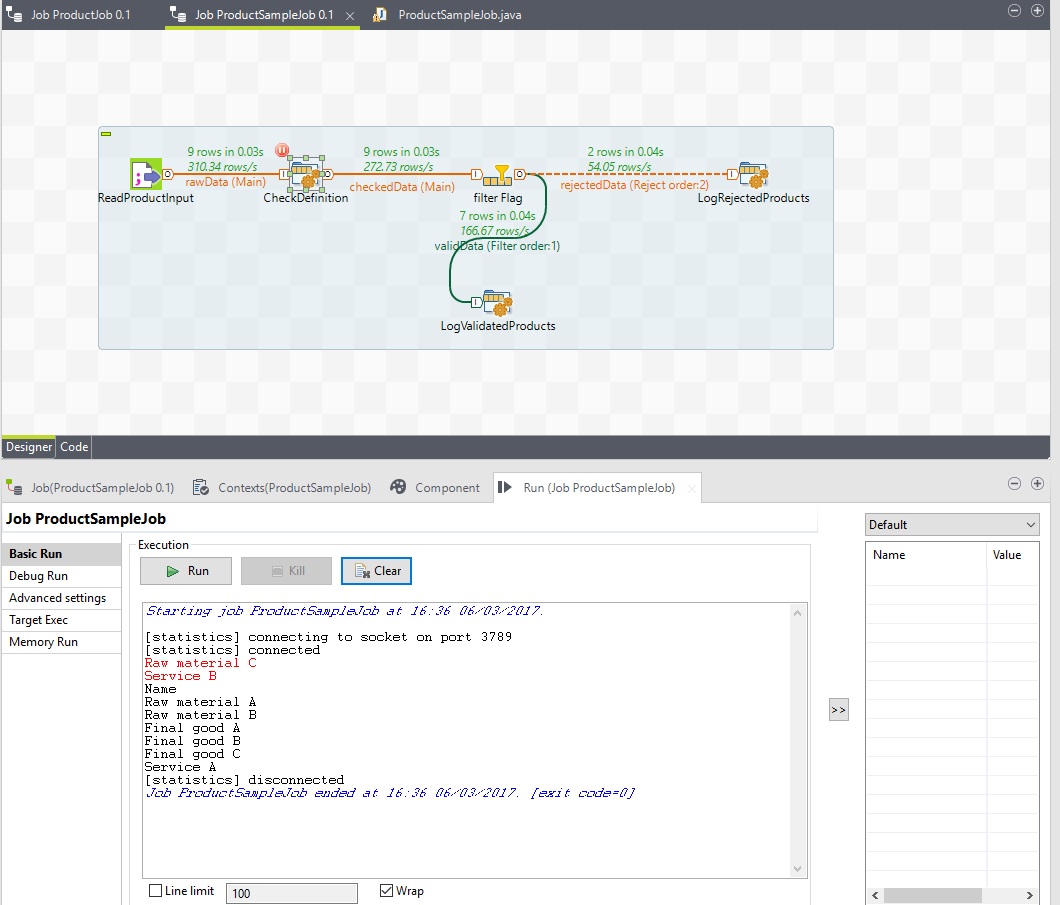 Job ProductJob 0.1
Job ProductSampleJob 0.1
ProductSampleJob.java
9 rows in 0.03s
310.34 rows/s
rawData (Main)
9 rows in 0.03s
272.73 rows/s
checkedData (Main)
2 rows in 0.04s
54.05 rows/s
rejectedData (Reject order:2)
ReadProductInput
CheckDefinition
filter Flag
LogRejectedProducts
7 rows in 0.04s
166.67 rows/s
validData (Filter order:1)
LogValidatedProducts
Designer
Code
Job(ProductSampleJob 0.1)
Contexts(ProductSampleJob)
Component
Run (Job ProductSampleJob)
Job ProductSampleJob
Default
Name
Value
Basic Run
Debug Run
Advanced settings
Target Exec
Memory Run
Execution
Run
Kill
Clear
Starting job ProductSampleJob at 16:36 06/03/2017.
[statistics] connecting to socket on port 3789
[statistics] connected
Raw material C
Service B
Name
Raw material A
Raw material B
Final good A
Final good B
Final good C
Service A
[statistics] disconnected
Job ProductSampleJob ended at 16:36 06/03/2017. [exit code=0]
>>
Line limit
100
Wrap